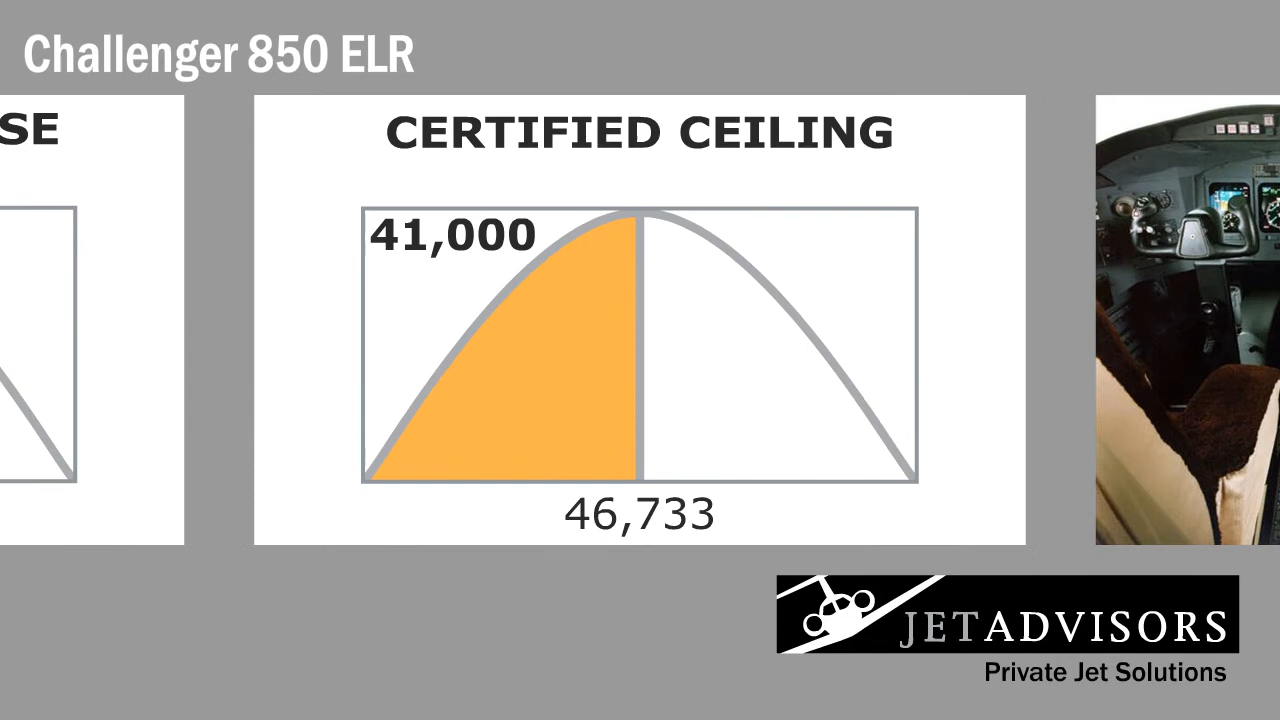 Challenger 850 ELR
SE
CERTIFIED CEILING
41,000
46,733
JETADVISORS
Private Jet Solutions